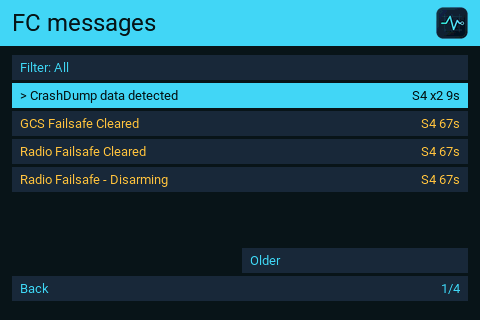 FC messages
Filter: All
> CrashDump data detected S4 x2 9s
GCS Failsafe Cleared S4 67s
Radio Failsafe Cleared S4 67s
Radio Failsafe - Disarming S4 67s
Older
Back 1/4